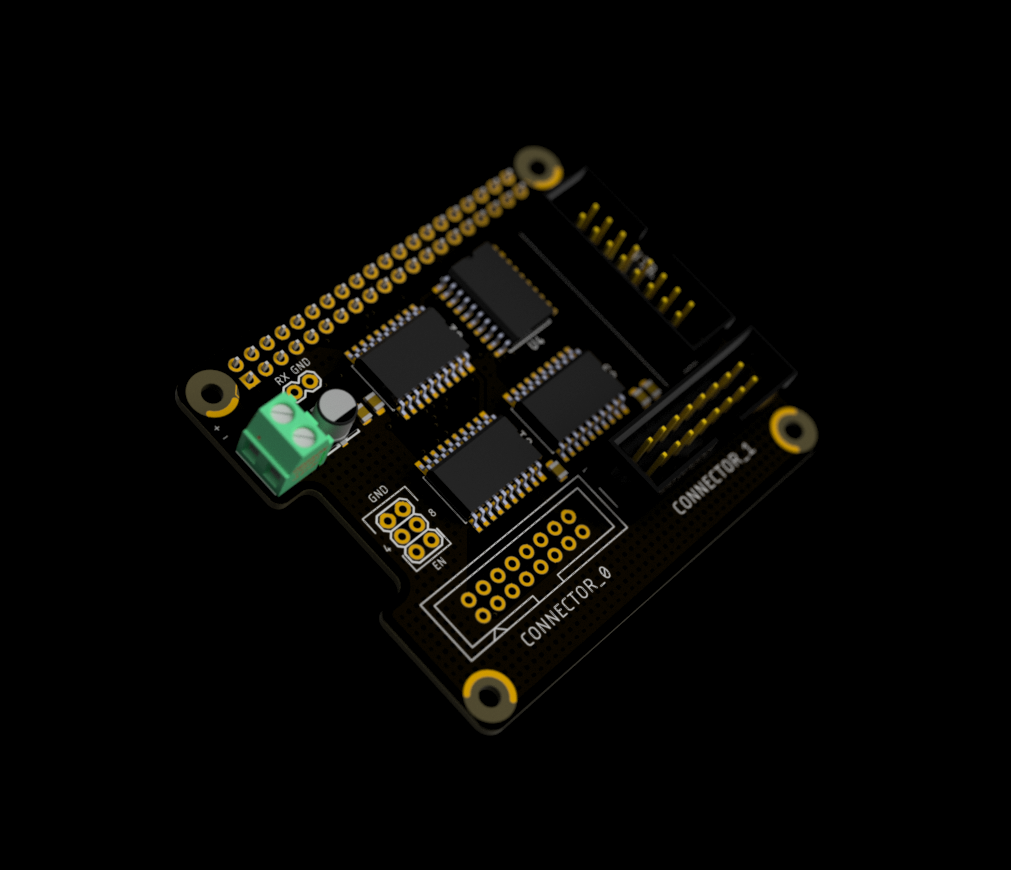 RX GND
+
-
U4
GND
8
4
EN
CONNECTOR_1
CONNECTOR_0